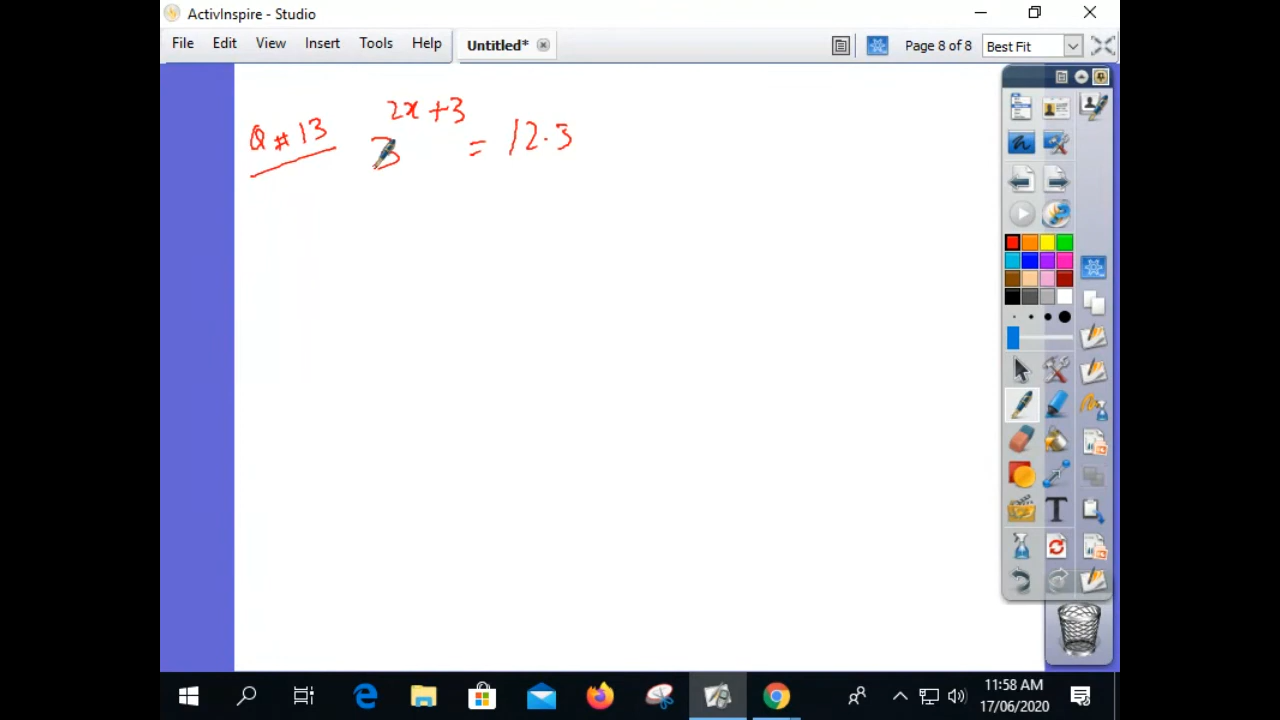 ActivInspire - Studio
File Edit View Insert Tools Help Untitled* Page 8 of 8 Best Fit
Q # 13 3^{2x+3} = 12.3
11:58 AM
17/06/2020